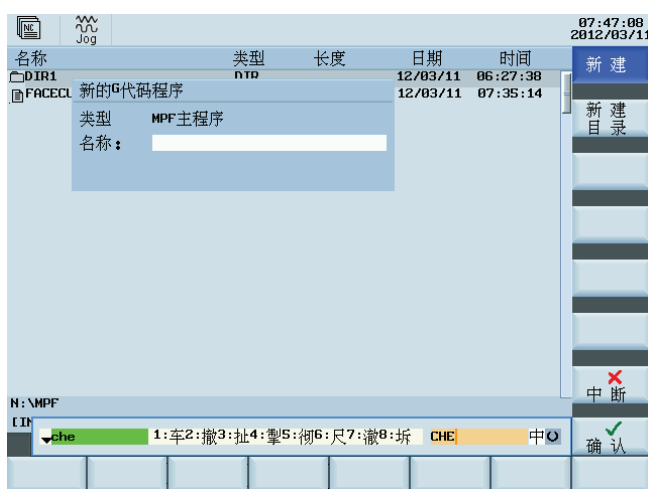 NC
Jog
07:47:08
2012/03/11
名称 类型 长度 日期 时间
DIR1 DIR 12/03/11 06:27:38
FACECU 12/03/11 07:35:14
新的G代码程序
类型 MPF主程序
名称：
新建
新建
目录
中断
确认
N:\MPF
che 1:车2:撤3:扯4:掣5:彻6:尺7:澈8:坼 CHE 中